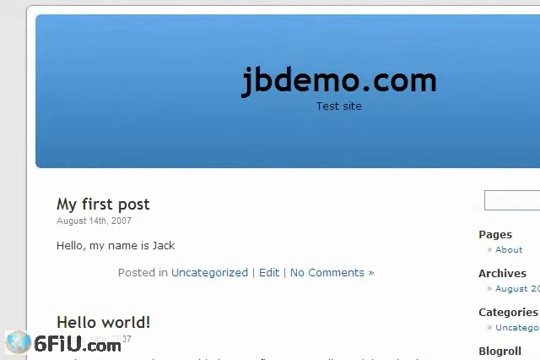 jbdemo.com
Test site
My first post
August 14th, 2007
Hello, my name is Jack
Posted in Uncategorized | Edit | No Comments »
Hello world!
2007
Pages
» About
Archives
» August 20
Categories
» Uncatego
Blogroll
6FiU.com